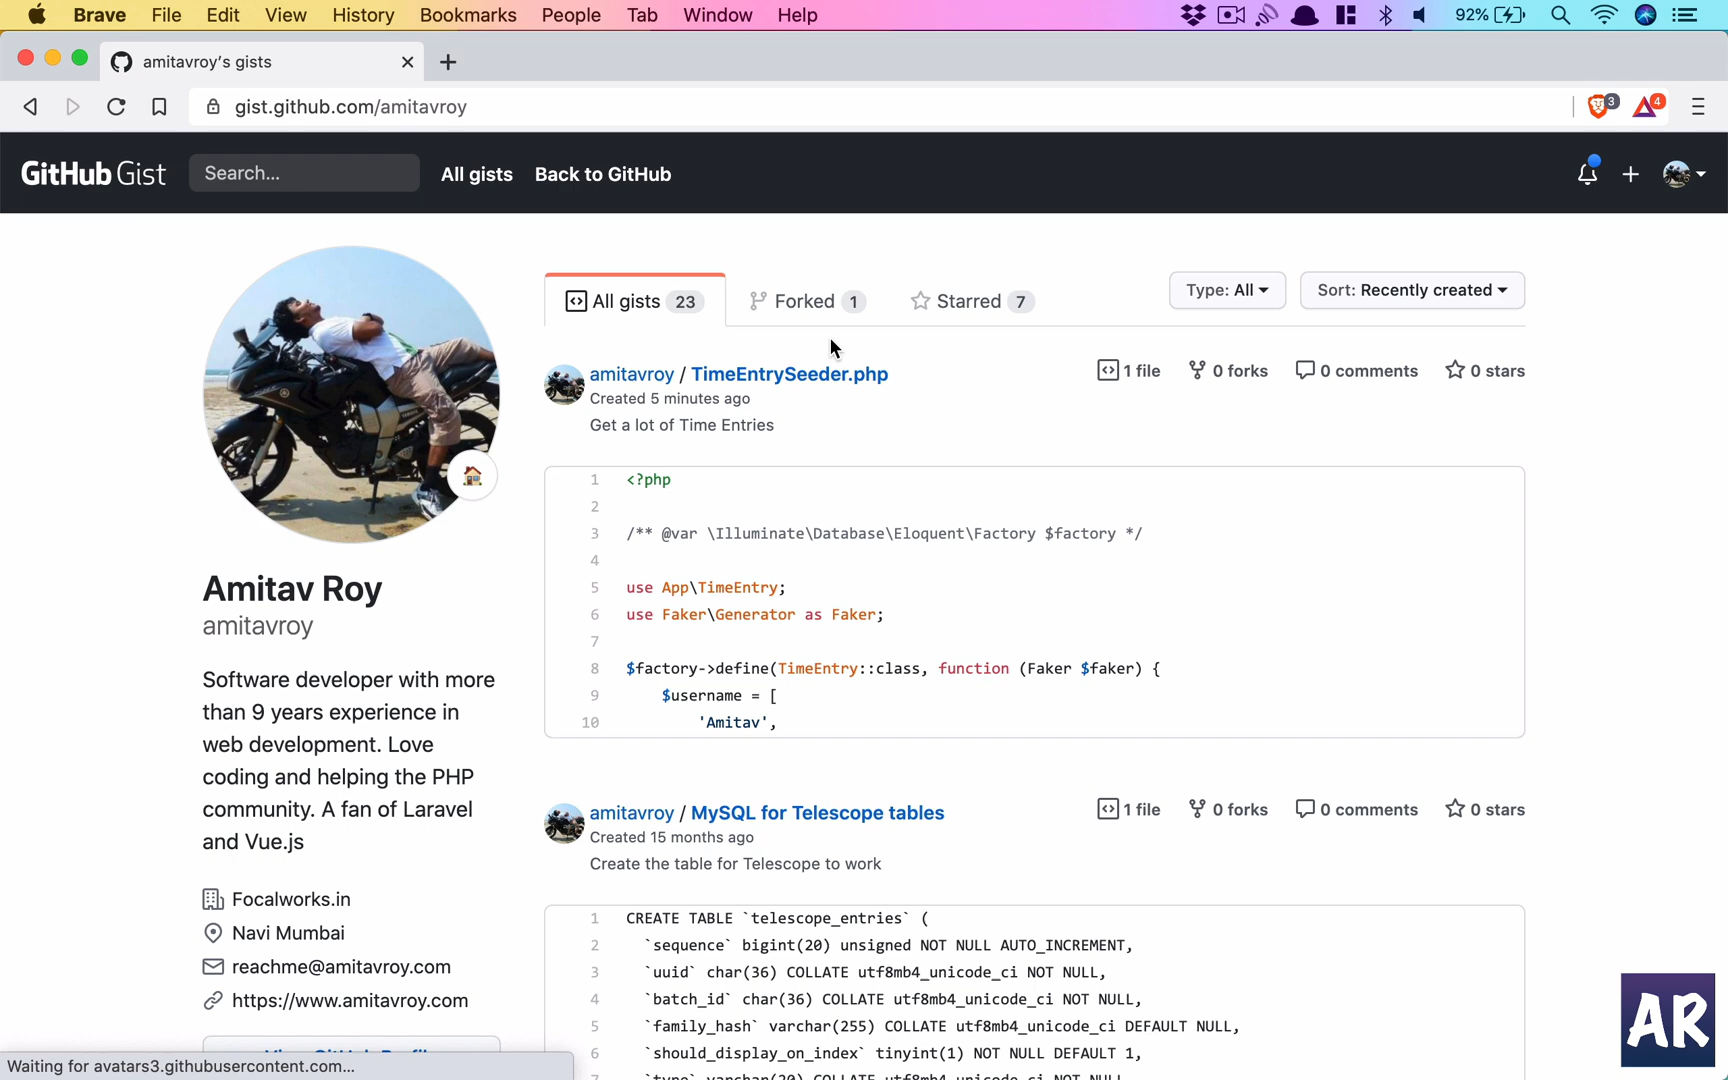 Brave File Edit View History Bookmarks People Tab Window Help 92%
amitavroy's gists
gist.github.com/amitavroy 3 4
GitHub Gist Search... All gists Back to GitHub
All gists 23 Forked 1 Starred 7 Type: All Sort: Recently created
amitavroy / TimeEntrySeeder.php 1 file 0 forks 0 comments 0 stars
Created 5 minutes ago
Get a lot of Time Entries
1 <?php
2
3 /** @var \Illuminate\Database\Eloquent\Factory $factory */
4
5 use App\TimeEntry;
6 use Faker\Generator as Faker;
7
8 $factory->define(TimeEntry::class, function (Faker $faker) {
9 $username = [
10 'Amitav',
Amitav Roy
amitavroy
Software developer with more
than 9 years experience in
web development. Love
coding and helping the PHP
community. A fan of Laravel
and Vue.js
Focalworks.in
Navi Mumbai
reachme@amitavroy.com
https://www.amitavroy.com
amitavroy / MySQL for Telescope tables 1 file 0 forks 0 comments 0 stars
Created 15 months ago
Create the table for Telescope to work
1 CREATE TABLE `telescope_entries` (
2 `sequence` bigint(20) unsigned NOT NULL AUTO_INCREMENT,
3 `uuid` char(36) COLLATE utf8mb4_unicode_ci NOT NULL,
4 `batch_id` char(36) COLLATE utf8mb4_unicode_ci NOT NULL,
5 `family_hash` varchar(255) COLLATE utf8mb4_unicode_ci DEFAULT NULL,
6 `should_display_on_index` tinyint(1) NOT NULL DEFAULT 1,
7 `type` varchar(20) COLLATE utf8mb4_unicode_ci NOT NULL,
Waiting for avatars3.githubusercontent.com...
AR